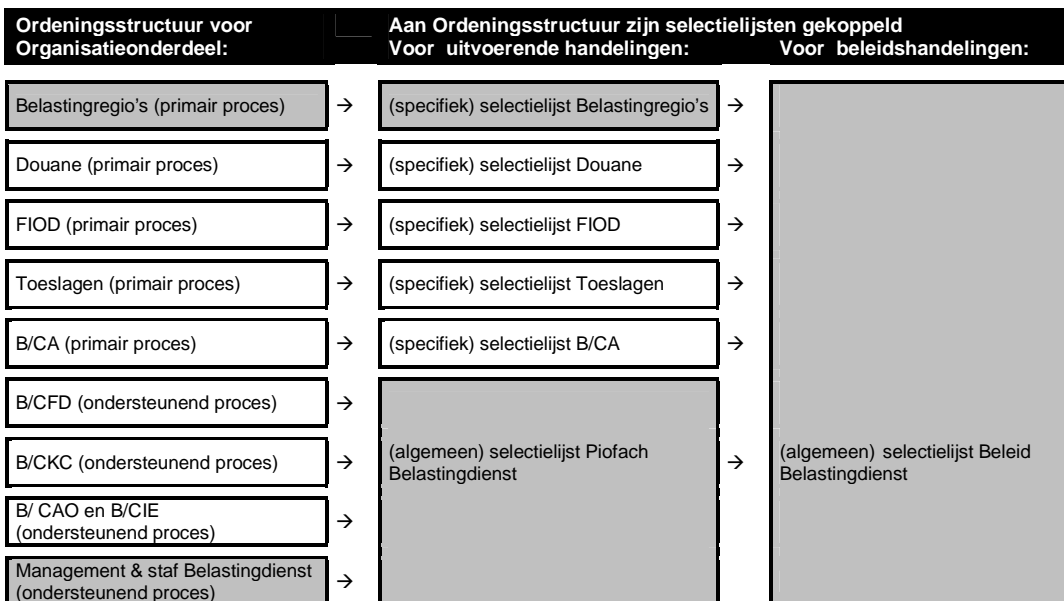 Ordeningsstructuur voor
Organisatieonderdeel:
Aan Ordeningsstructuur zijn selectielijsten gekoppeld
Voor uitvoerende handelingen:
Voor beleidshandelingen:
Belastingregio's (primair proces) → (specifiek) selectielijst Belastingregio's →
Douane (primair proces) → (specifiek) selectielijst Douane →
FIOD (primair proces) → (specifiek) selectielijst FIOD →
Toeslagen (primair proces) → (specifiek) selectielijst Toeslagen →
B/CA (primair proces) → (specifiek) selectielijst B/CA →
B/CFD (ondersteunend proces) →
B/CKC (ondersteunend proces) →
(algemeen) selectielijst Piofach
Belastingdienst
→
(algemeen) selectielijst Beleid
Belastingdienst
B/ CAO en B/CIE
(ondersteunend proces)
→
Management & staf Belastingdienst
(ondersteunend proces)
→